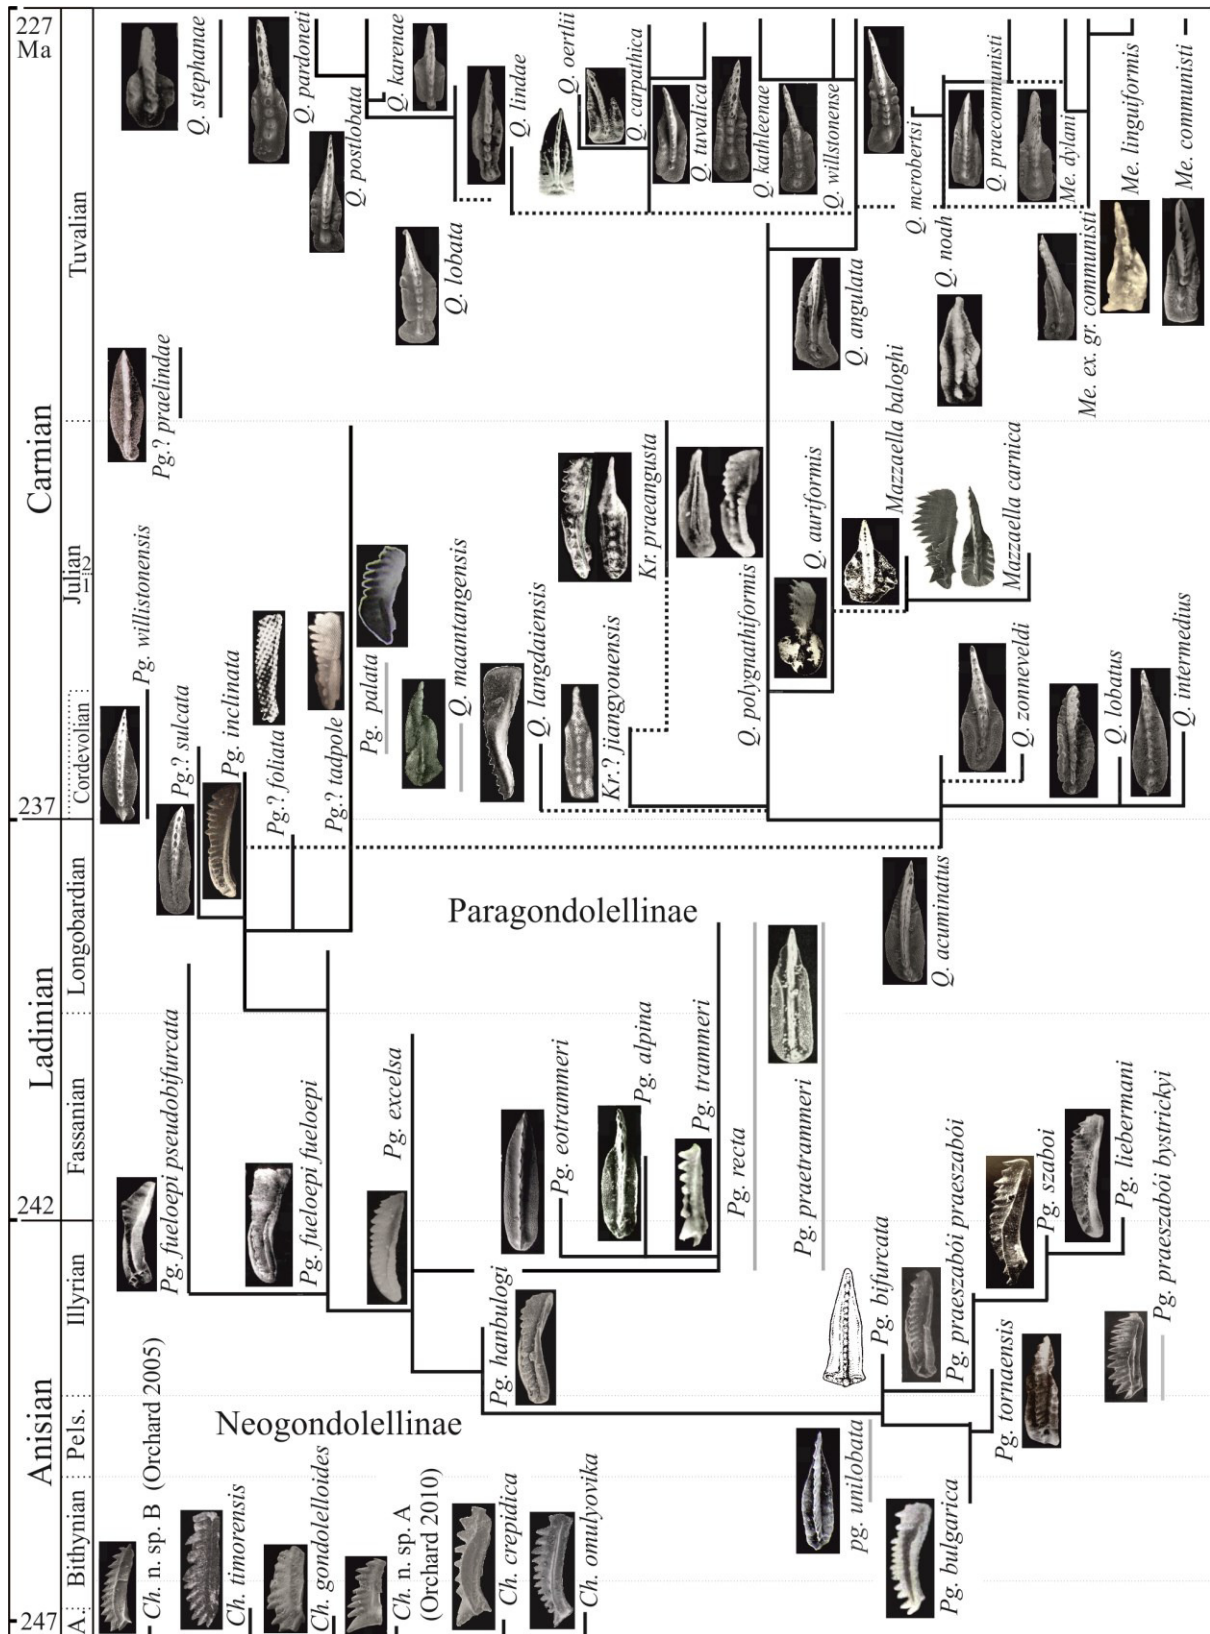 227
Ma
237
242
247
Carnian
Ladinian
Anisian
Tuvalian
Julian
1–2
Cordevolian
Longobardian
Fassanian
Illyrian
Pels.
Bithynian
A.
Q. stephanae
Q. pardoneti
Q. postlobata
Q. karenae
Q. lobata
Q. lindae
Q. oertlii
Q. carpathica
Q. tuvalica
Q. kathleenae
Q. willstonense
Q. angulata
Q. mcrobertsi
Q. noah
Q. praecommunisti
Me. dylani
Me. ex. gr. communisti
Me. linguiformis
Me. communisti
Pg.? praelindae
Pg. willistonensis
Pg.? sulcata
Pg. inclinata
Pg.? foliata
Pg.? tadpole
Pg. palata
Q. maantangensis
Q. langdaiensis
Kr.? jiangyouensis
Kr. praeangusta
Q. polygnathiformis
Q. auriformis
Mazzaella baloghi
Mazzaella carnica
Q. zonneveldi
Q. lobatus
Q. intermedius
Q. acuminatus
Paragondolellinae
Pg. fueloepi pseudobifurcata
Pg. fueloepi fueloepi
Pg. excelsa
Pg. eotrammeri
Pg. alpina
Pg. trammeri
Pg. recta
Pg. praetrammeri
Pg. hanbulogi
Pg. bifurcata
Pg. praeszabói praeszabói
Pg. szaboi
Pg. liebermani
Pg. praeszabói bystrickyi
Pg. tornaensis
pg. unilobata
Pg. bulgarica
Neogondolellinae
Ch. n. sp. B (Orchard 2005)
Ch. timorensis
Ch. gondolelloides
Ch. n. sp. A
(Orchard 2010)
Ch. crepidica
Ch. omulyovika